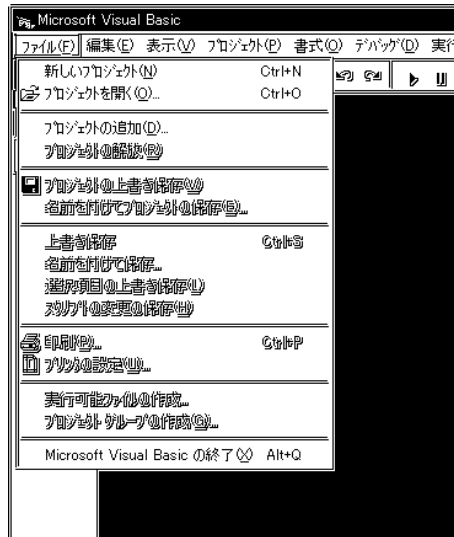 Microsoft Visual Basic
ファイル(F) 編集(E) 表示(V) プロジェクト(P) 書式(O) デバッグ(D) 実行
新しいプロジェクト(N) Ctrl+N
プロジェクトを開く(O)... Ctrl+O
プロジェクトの追加(D)...
プロジェクトの解放(R)
プロジェクトの上書き保存(V)
名前を付けてプロジェクトの保存(E)...
上書き保存 Ctrl+S
名前を付けて保存...
選択項目の上書き保存(L)
スクリプトの変更の保存(H)
印刷(P)... Ctrl+P
プリンタの設定(U)...
実行可能ファイルの作成...
プロジェクト グループの作成(G)...
Microsoft Visual Basic の終了(X) Alt+Q